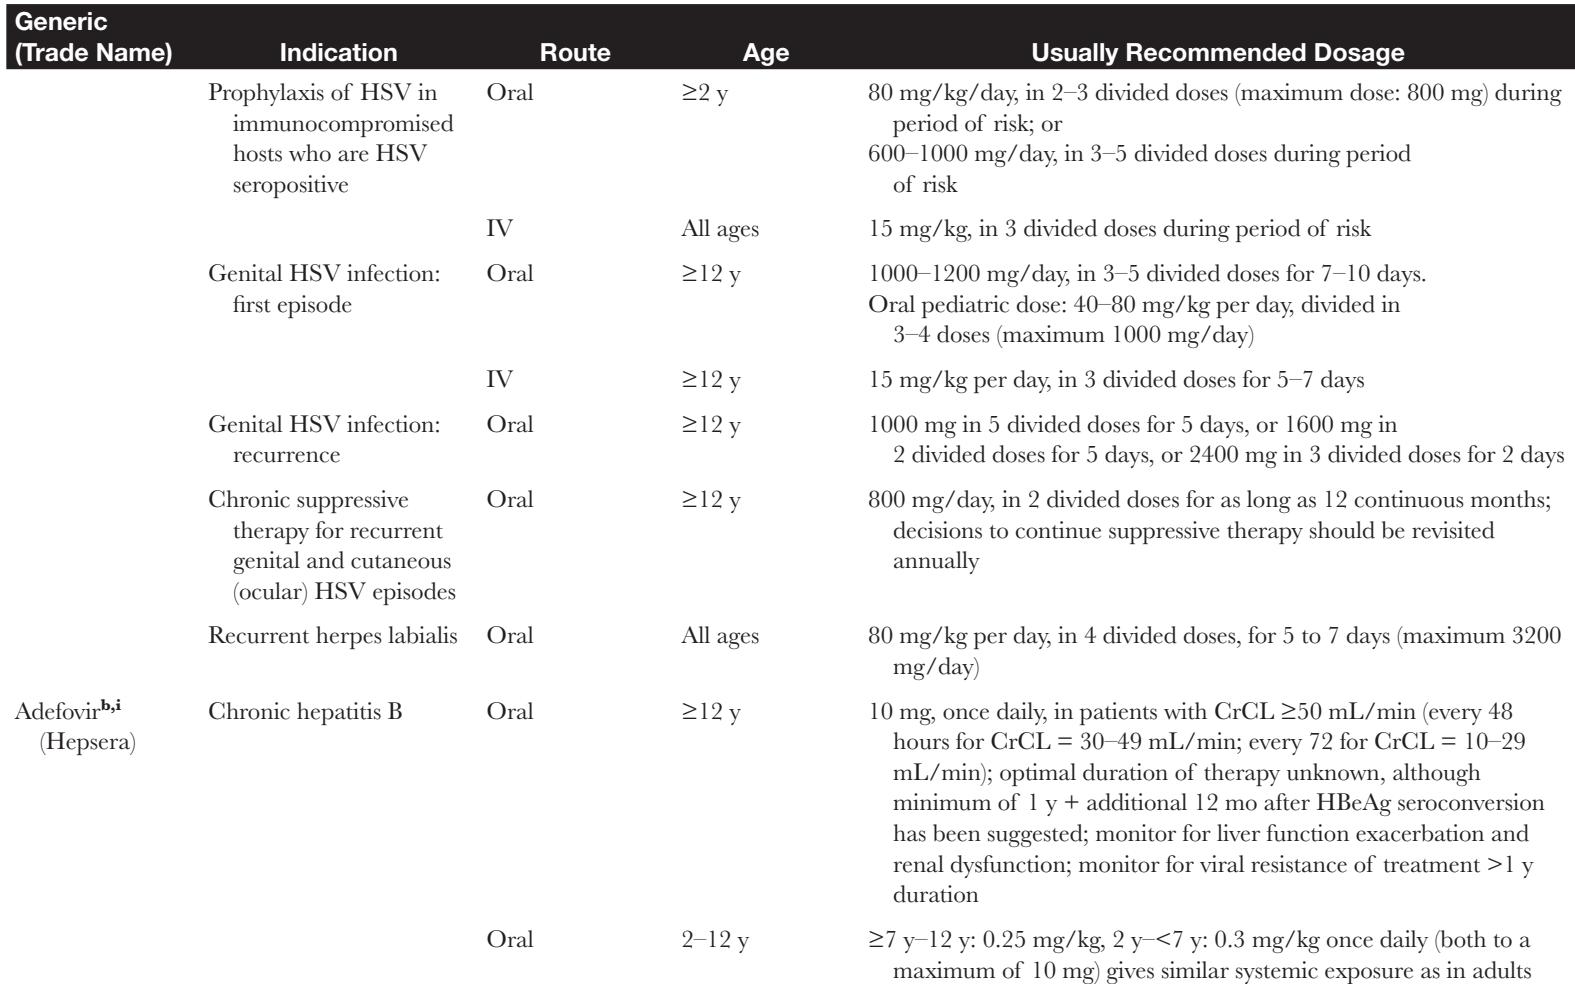 Generic
(Trade Name) Indication Route Age Usually Recommended Dosage
Prophylaxis of HSV in Oral ≥2 y 80 mg/kg/day, in 2–3 divided doses (maximum dose: 800 mg) during
immunocompromised period of risk; or
hosts who are HSV 600–1000 mg/day, in 3–5 divided doses during period
seropositive of risk
IV All ages 15 mg/kg, in 3 divided doses during period of risk
Genital HSV infection: Oral ≥12 y 1000–1200 mg/day, in 3–5 divided doses for 7–10 days.
first episode Oral pediatric dose: 40–80 mg/kg per day, divided in
3–4 doses (maximum 1000 mg/day)
IV ≥12 y 15 mg/kg per day, in 3 divided doses for 5–7 days
Genital HSV infection: Oral ≥12 y 1000 mg in 5 divided doses for 5 days, or 1600 mg in
recurrence 2 divided doses for 5 days, or 2400 mg in 3 divided doses for 2 days
Chronic suppressive Oral ≥12 y 800 mg/day, in 2 divided doses for as long as 12 continuous months;
therapy for recurrent decisions to continue suppressive therapy should be revisited
genital and cutaneous annually
(ocular) HSV episodes
Recurrent herpes labialis Oral All ages 80 mg/kg per day, in 4 divided doses, for 5 to 7 days (maximum 3200
mg/day)
Adefovir b,i Chronic hepatitis B Oral ≥12 y 10 mg, once daily, in patients with CrCL ≥50 mL/min (every 48
(Hepsera) hours for CrCL = 30–49 mL/min; every 72 for CrCL = 10–29
mL/min); optimal duration of therapy unknown, although
minimum of 1 y + additional 12 mo after HBeAg seroconversion
has been suggested; monitor for liver function exacerbation and
renal dysfunction; monitor for viral resistance of treatment >1 y
duration
Oral 2–12 y ≥7 y–12 y: 0.25 mg/kg, 2 y–<7 y: 0.3 mg/kg once daily (both to a
maximum of 10 mg) gives similar systemic exposure as in adults